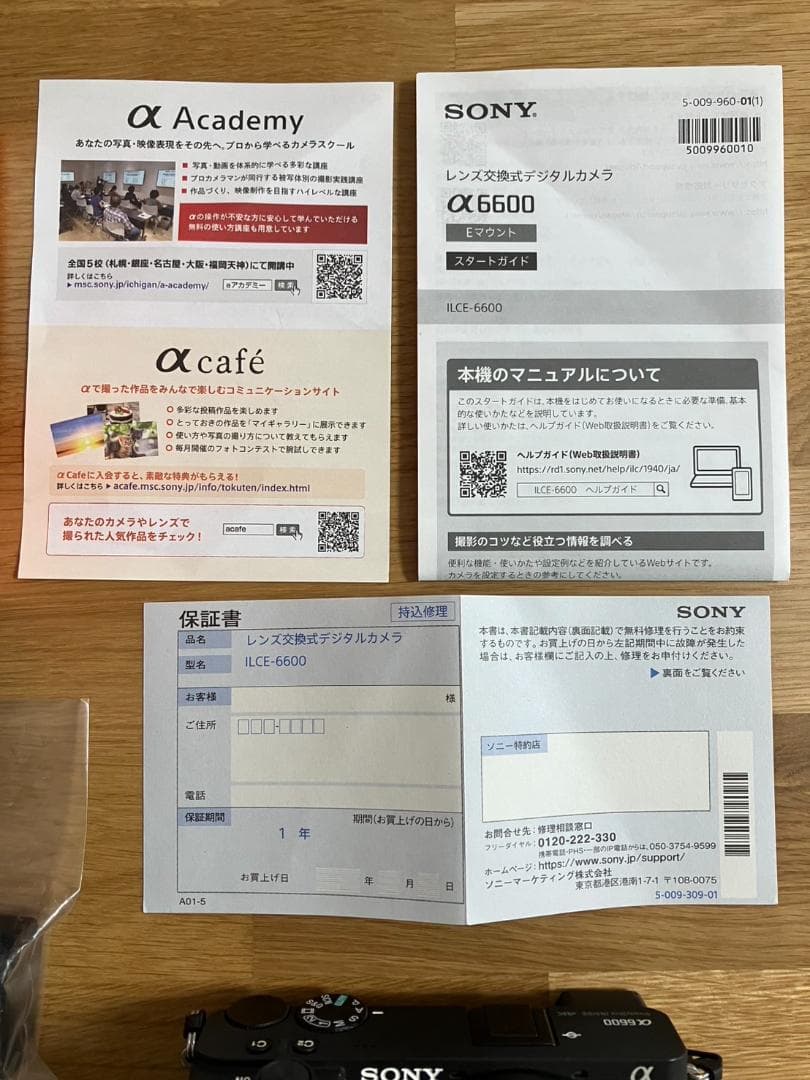 α Academy
あなたの写真・映像表現をその先へ。プロから学べるカメラスクール
■ 写真・動画を体系的に学べる多彩な講座
■ プロカメラマンが同行する被写体別の撮影実践講座
■ 作品づくり、映像制作を目指すハイレベルな講座
αの操作が不安な方に安心して学んでいただける
無料の使い方講座も用意しています
全国5校（札幌・銀座・名古屋・大阪・福岡天神）にて開講中
詳しくはこちら
▶ msc.sony.jp/ichigan/a-academy/
αアカデミー 検索
α café
αで撮った作品をみんなで楽しむコミュニケーションサイト
多彩な投稿作品を楽しめます
とっておきの作品を「マイギャラリー」に展示できます
使い方や写真の撮り方について教えてもらえます
毎月開催のフォトコンテストで腕試しできます
α Cafeに入会すると、素敵な特典がもらえる！
詳しくはこちら ▶ acafe.msc.sony.jp/info/tokuten/index.html
あなたのカメラやレンズで
撮られた人気作品をチェック！
acafe 検索
SONY
5-009-960-01(1)
5009960010
レンズ交換式デジタルカメラ
α6600
Eマウント
スタートガイド
ILCE-6600
本機のマニュアルについて
このスタートガイドは、本機をはじめてお使いになるときに必要な準備、基本
的な使いかたなどを説明しています。
詳しい使いかたは、ヘルプガイド（Web取扱説明書）をご覧ください。
ヘルプガイド（Web取扱説明書）
https://rd1.sony.net/help/ilc/1940/ja/
ILCE-6600 ヘルプガイド
撮影のコツなど役立つ情報を調べる
便利な機能・使いかたや設定例などを紹介しているWebサイトです。
カメラを設定するときの参考にしてください。
保証書
持込修理
品名 レンズ交換式デジタルカメラ
型名 ILCE-6600
お客様
様
ご住所
電話
保証期間
期間（お買上げの日から）
1 年
お買上げ日 年 月 日
A01-5
SONY
本書は、本書記載内容（裏面記載）で無料修理を行うことをお約束
するものです。お買上げの日から左記期間中に故障が発生した
場合は、お客様欄にご記入の上、修理をお申付けください。
▶ 裏面をご覧ください
ソニー特約店
お問合せ先：修理相談窓口
フリーダイヤル：0120-222-330
携帯電話・PHS・一部のIP電話からは、050-3754-9599
ホームページ：https://www.sony.jp/support/
ソニーマーケティング株式会社
東京都港区港南1-7-1 〒108-0075
5-009-309-01
α6600
C1
C2
SONY
α